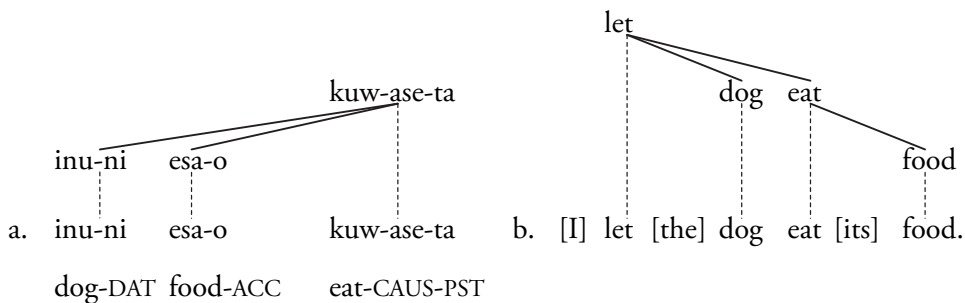 let
kuw-ase-ta dog eat
inu-ni esa-o food
a. inu-ni esa-o kuw-ase-ta b. [I] let [the] dog eat [its] food.
dog-DAT food-ACC eat-CAUS-PST